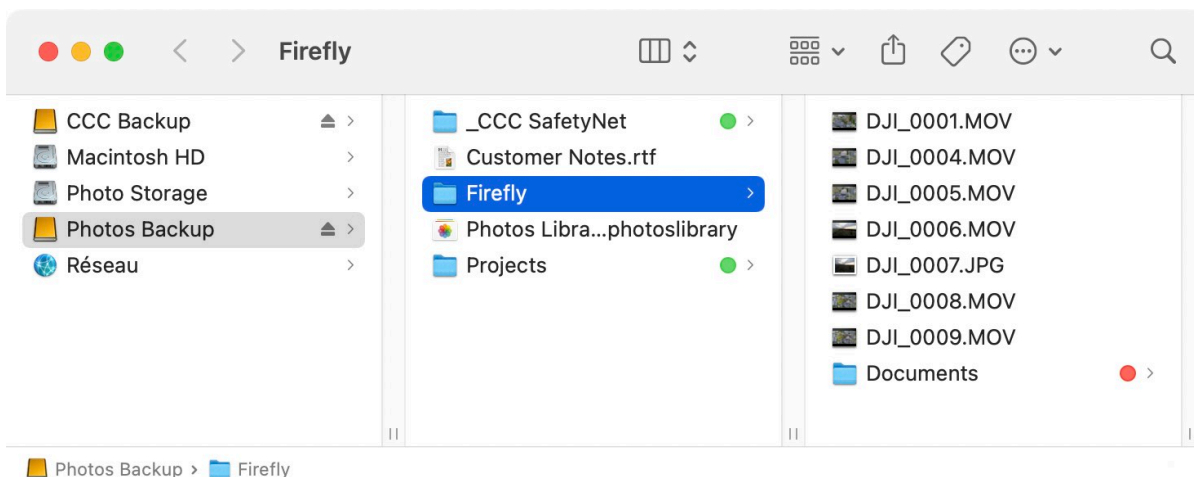 Firefly
CCC Backup
Macintosh HD
Photo Storage
Photos Backup
Réseau
_CCC SafetyNet
Customer Notes.rtf
Firefly
Photos Libra...photoslibrary
Projects
DJI_0001.MOV
DJI_0004.MOV
DJI_0005.MOV
DJI_0006.MOV
DJI_0007.JPG
DJI_0008.MOV
DJI_0009.MOV
Documents
Photos Backup › Firefly